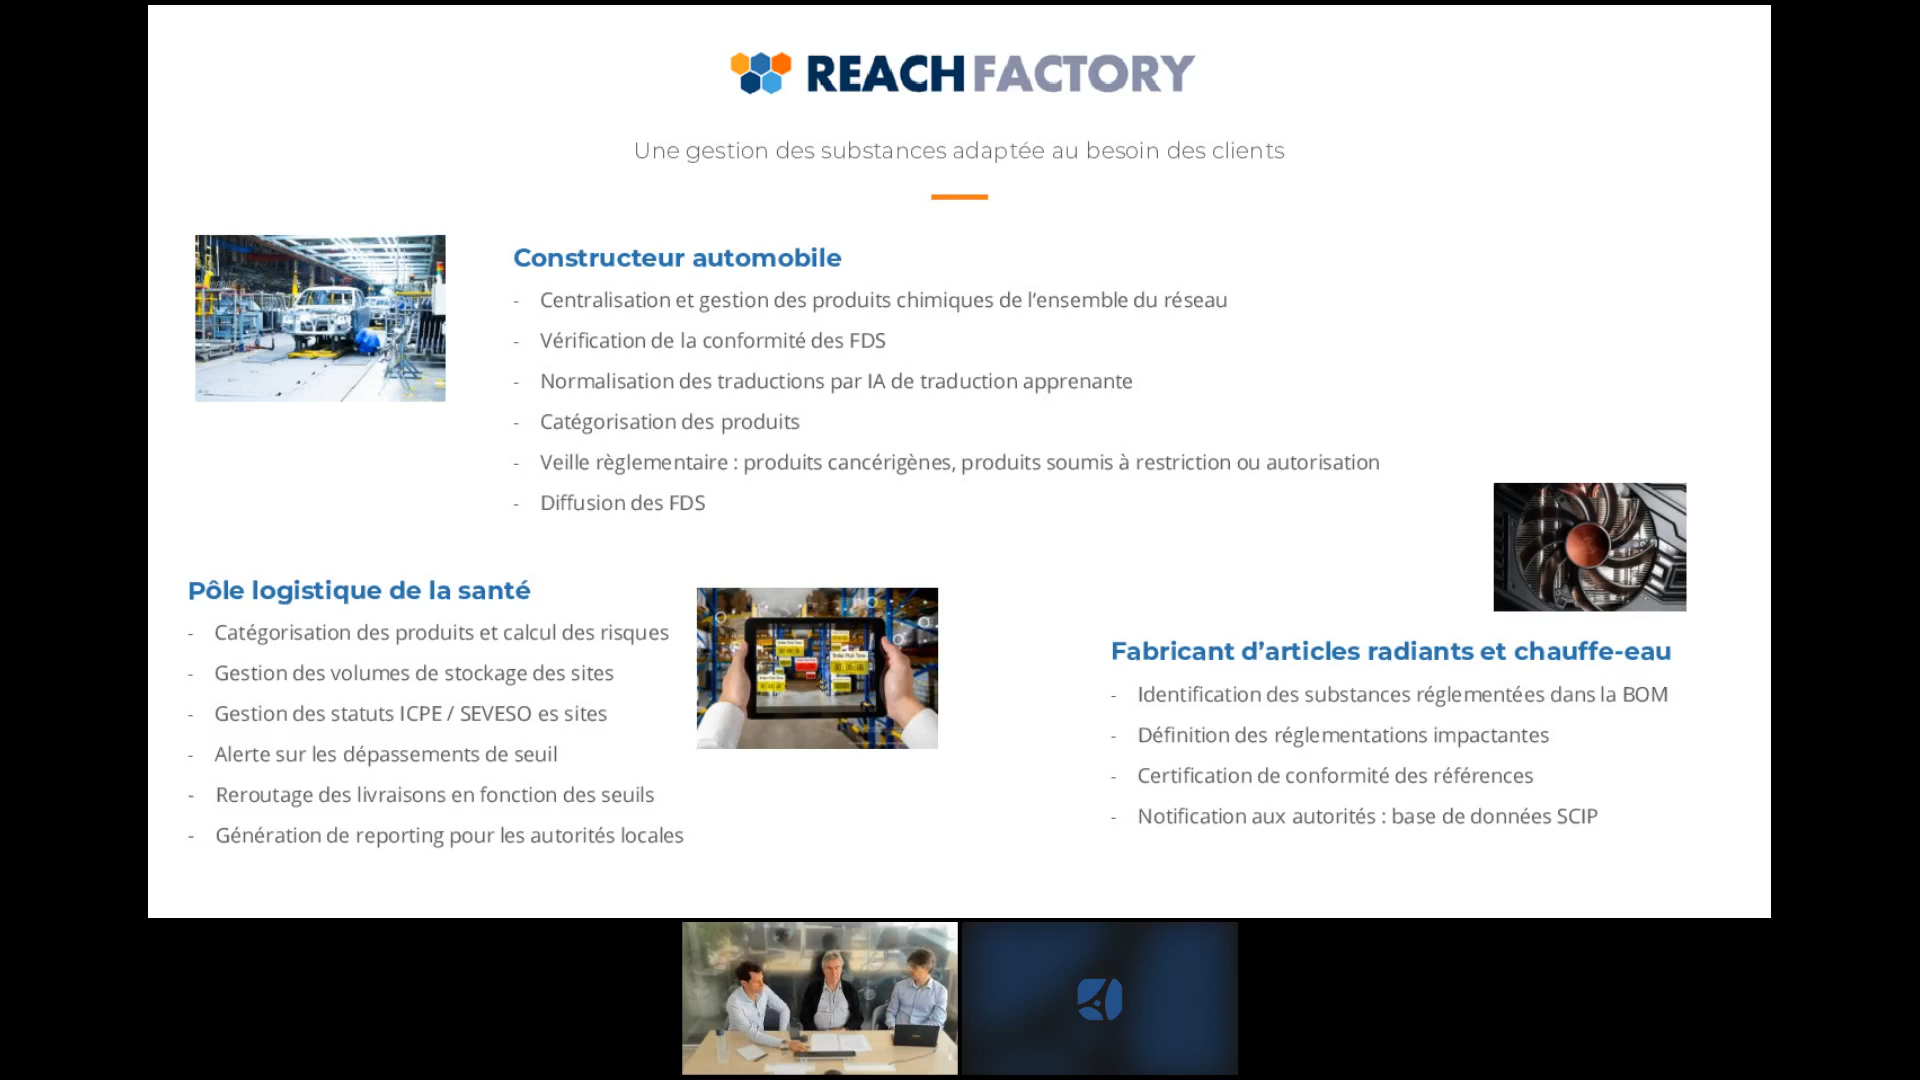 REACH FACTORY
Une gestion des substances adaptée au besoin des clients
Constructeur automobile
- Centralisation et gestion des produits chimiques de l'ensemble du réseau
- Vérification de la conformité des FDS
- Normalisation des traductions par IA de traduction apprenante
- Catégorisation des produits
- Veille règlementaire : produits cancérigènes, produits soumis à restriction ou autorisation
- Diffusion des FDS
Pôle logistique de la santé
- Catégorisation des produits et calcul des risques
- Gestion des volumes de stockage des sites
- Gestion des statuts ICPE / SEVESO es sites
- Alerte sur les dépassements de seuil
- Reroutage des livraisons en fonction des seuils
- Génération de reporting pour les autorités locales
Order Pick Time
Fabricant d'articles radiants et chauffe-eau
- Identification des substances réglementées dans la BOM
- Définition des réglementations impactantes
- Certification de conformité des références
- Notification aux autorités : base de données SCIP